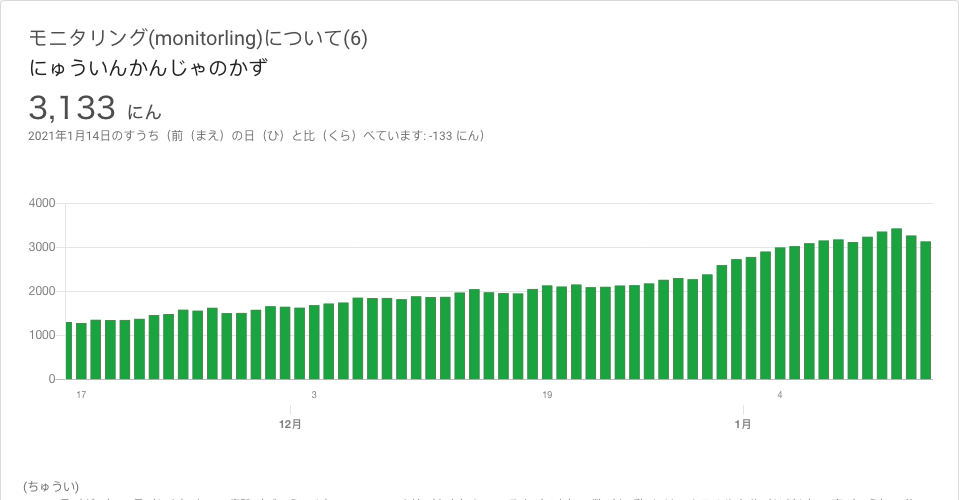 モニタリング(monitorling)について(6)
にゅういんかんじゃのかず
3,133 にん
2021年1月14日のすうち（前（まえ）の日（ひ）と比（くら）べています: -133 にん）
4000
3000
2000
1000
0
17
3
19
4
12月
1月
(ちゅうい)